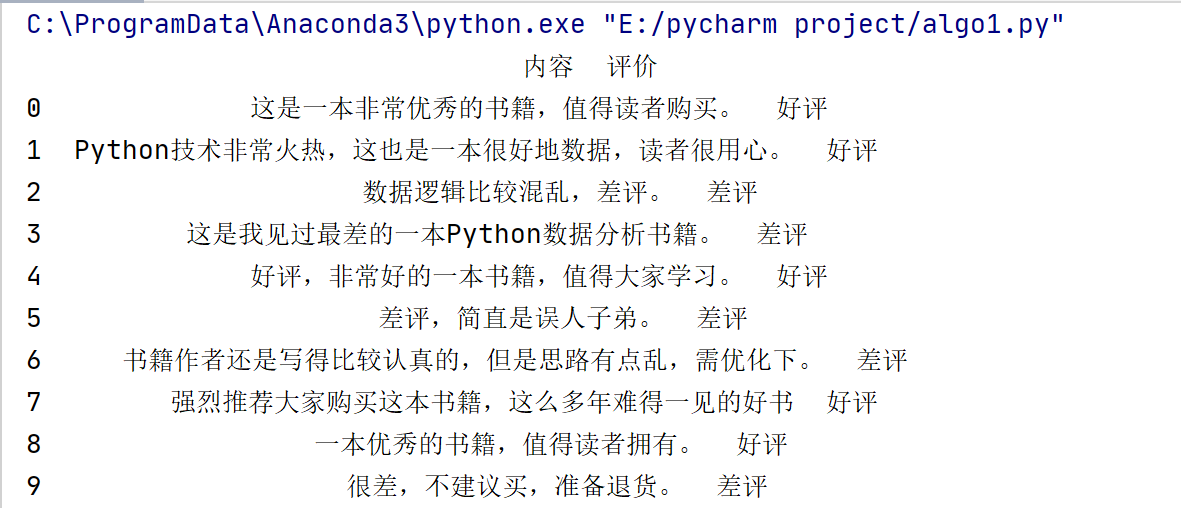 C:\ProgramData\Anaconda3\python.exe "E:/pycharm project/algo1.py"
内容 评价
0 这是一本非常优秀的书籍，值得读者购买。 好评
1 Python技术非常火热，这也是一本很好地数据，读者很用心。 好评
2 数据逻辑比较混乱，差评。 差评
3 这是我见过最差的一本Python数据分析书籍。 差评
4 好评，非常好的一本书籍，值得大家学习。 好评
5 差评，简直是误人子弟。 差评
6 书籍作者还是写得比较认真的，但是思路有点乱，需优化下。 差评
7 强烈推荐大家购买这本书籍，这么多年难得一见的好书 好评
8 一本优秀的书籍，值得读者拥有。 好评
9 很差，不建议买，准备退货。 差评